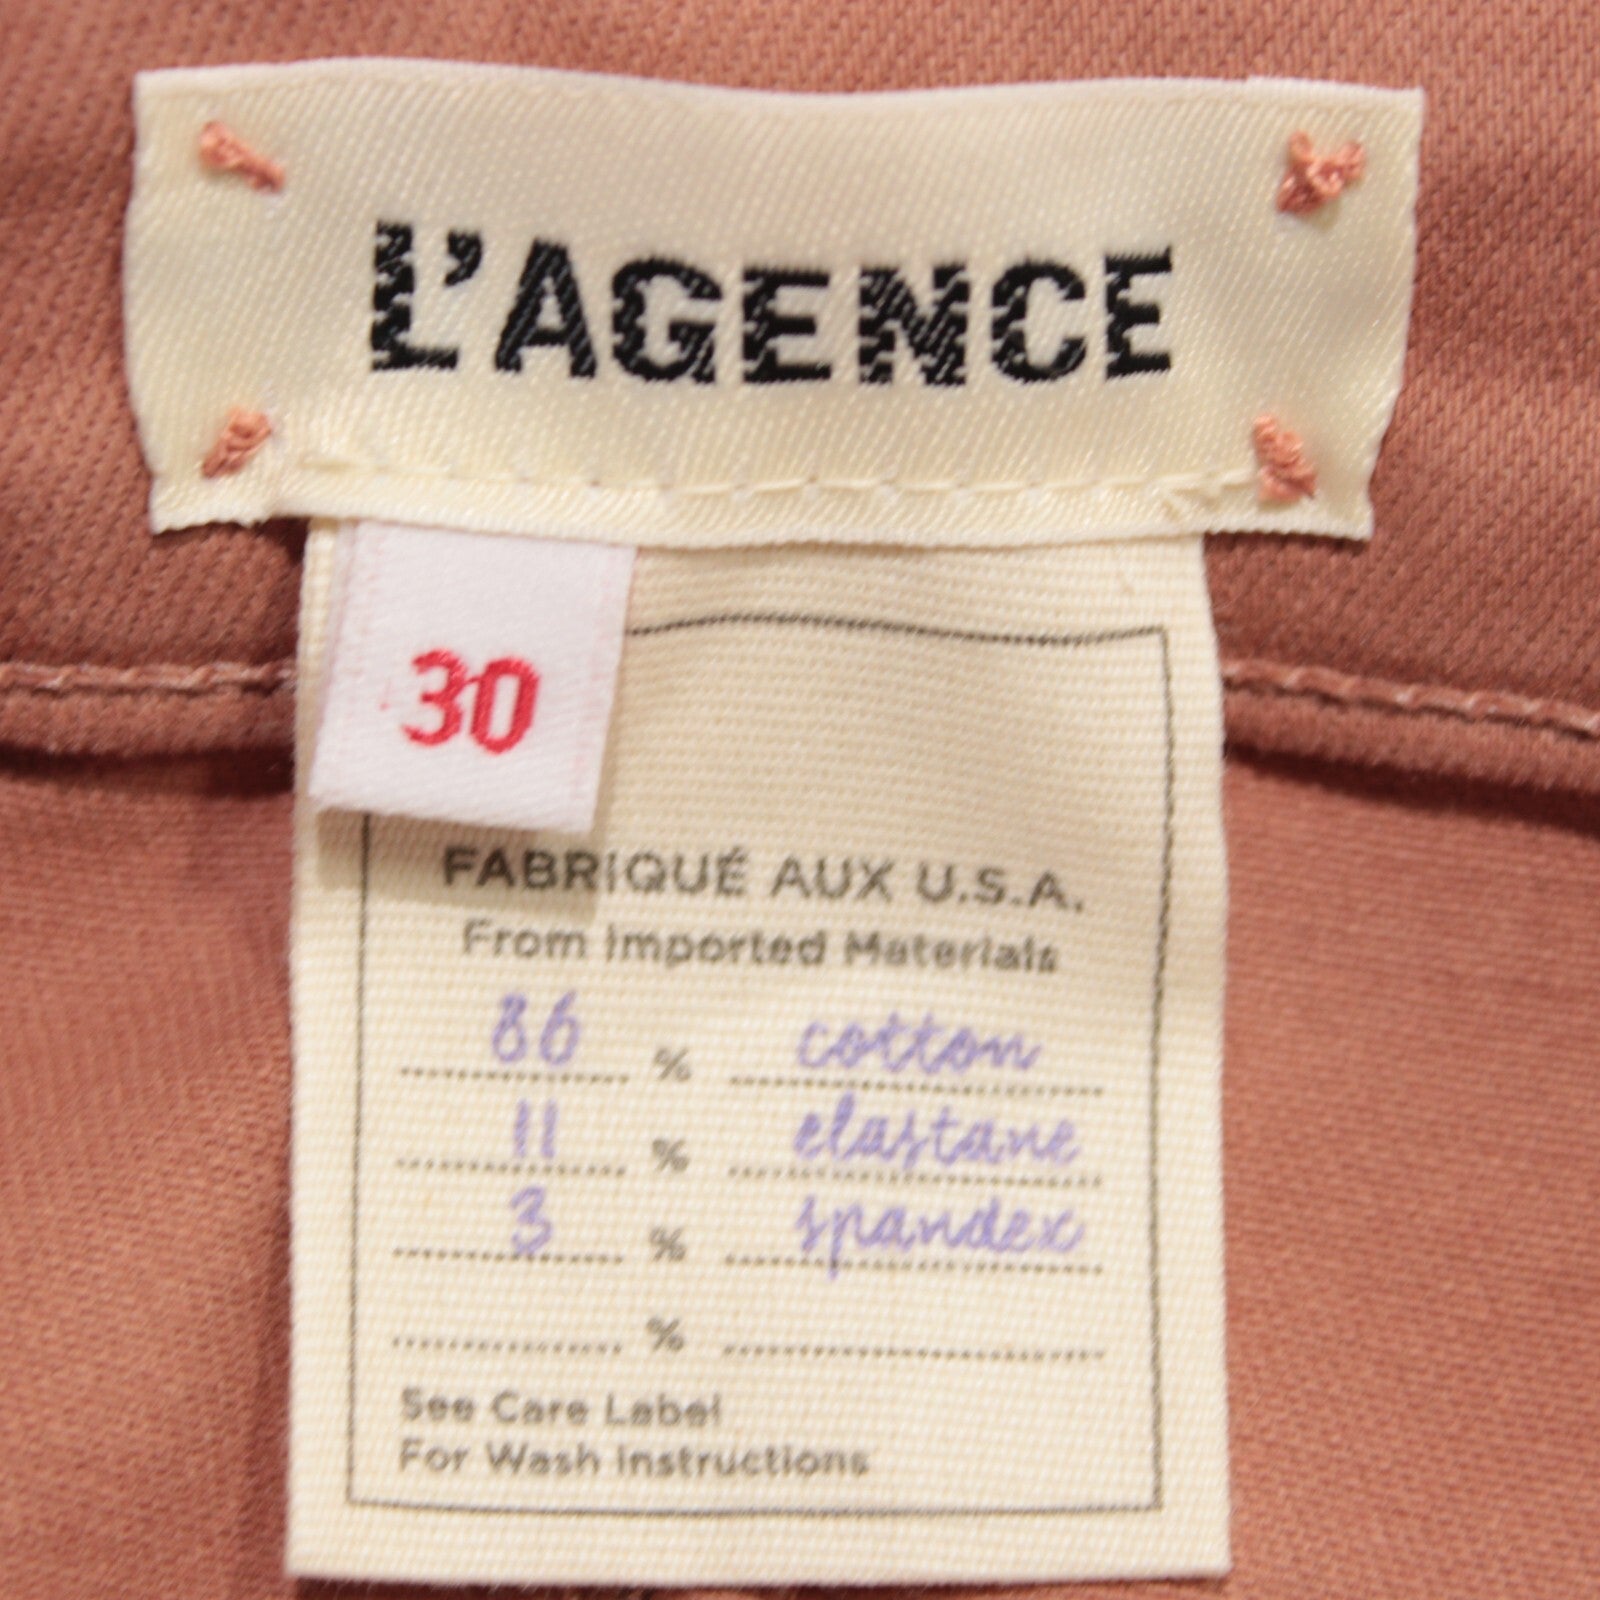 L'AGENCE
30
FABRIQUÉ AUX U.S.A.
From Imported Materials
86 % cotton
11 % elastane
3 % spandex
%
See Care Label
For Wash Instructions